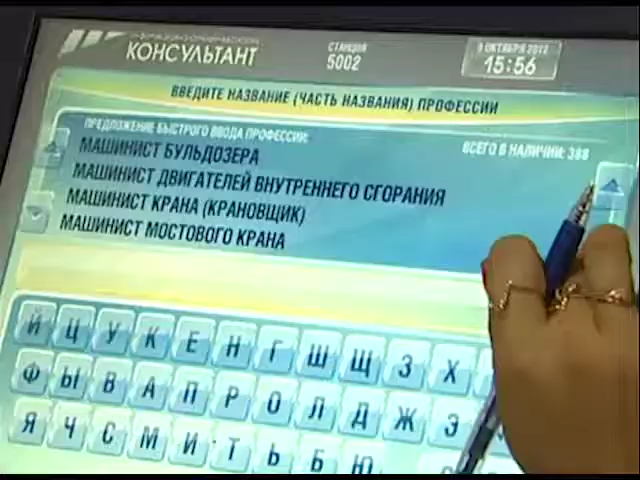 КОНСУЛЬТАНТ
СТАНЦИЯ
5002
9 ОКТЯБРЯ 2012
15:56
ВВЕДИТЕ НАЗВАНИЕ (ЧАСТЬ НАЗВАНИЯ) ПРОФЕССИИ
ПРЕДЛОЖЕНИЕ БЫСТРОГО ВВОДА ПРОФЕССИИ:
ВСЕГО В НАЛИЧИИ: 388
МАШИНИСТ БУЛЬДОЗЕРА
МАШИНИСТ ДВИГАТЕЛЕЙ ВНУТРЕННЕГО СГОРАНИЯ
МАШИНИСТ КРАНА (КРАНОВЩИК)
МАШИНИСТ МОСТОВОГО КРАНА
Й Ц У К Е Н Г Ш Щ З Х
Ф Ы В А П Р О Л Д Ж Э
Я Ч С М И Т Ь Б Ю